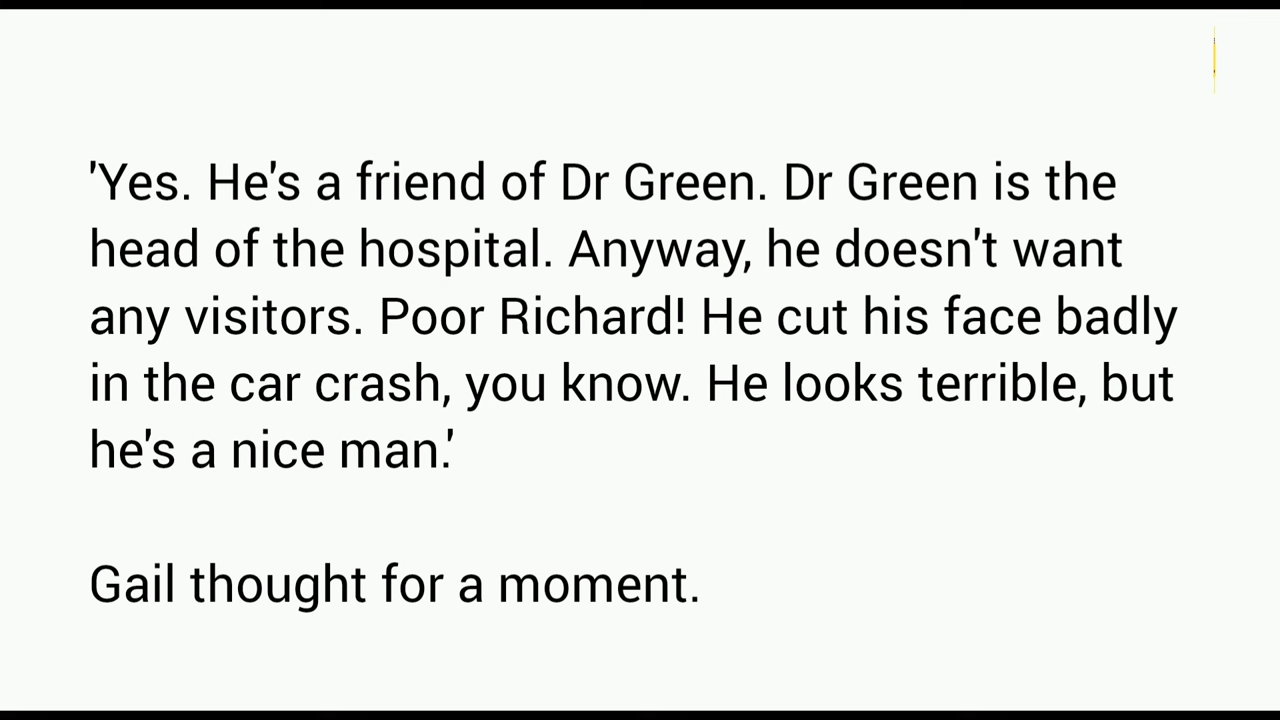 'Yes. He's a friend of Dr Green. Dr Green is the
head of the hospital. Anyway, he doesn't want
any visitors. Poor Richard! He cut his face badly
in the car crash, you know. He looks terrible, but
he's a nice man.'
Gail thought for a moment.